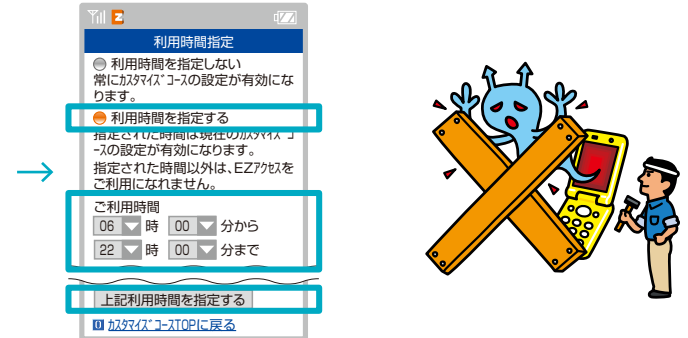 利用時間指定
利用時間を指定しない
常にｶｽﾀﾏｲｽﾞｺｰｽの設定が有効にな
ります。
利用時間を指定する
指定された時間は現在のｶｽﾀﾏｲｽﾞｺ
ｰｽの設定が有効になります。
指定された時間以外は、EZｱｸｾｽを
ご利用になれません。
ご利用時間
06 時 00 分から
22 時 00 分まで
上記利用時間を指定する
0 ｶｽﾀﾏｲｽﾞｺｰｽTOPに戻る